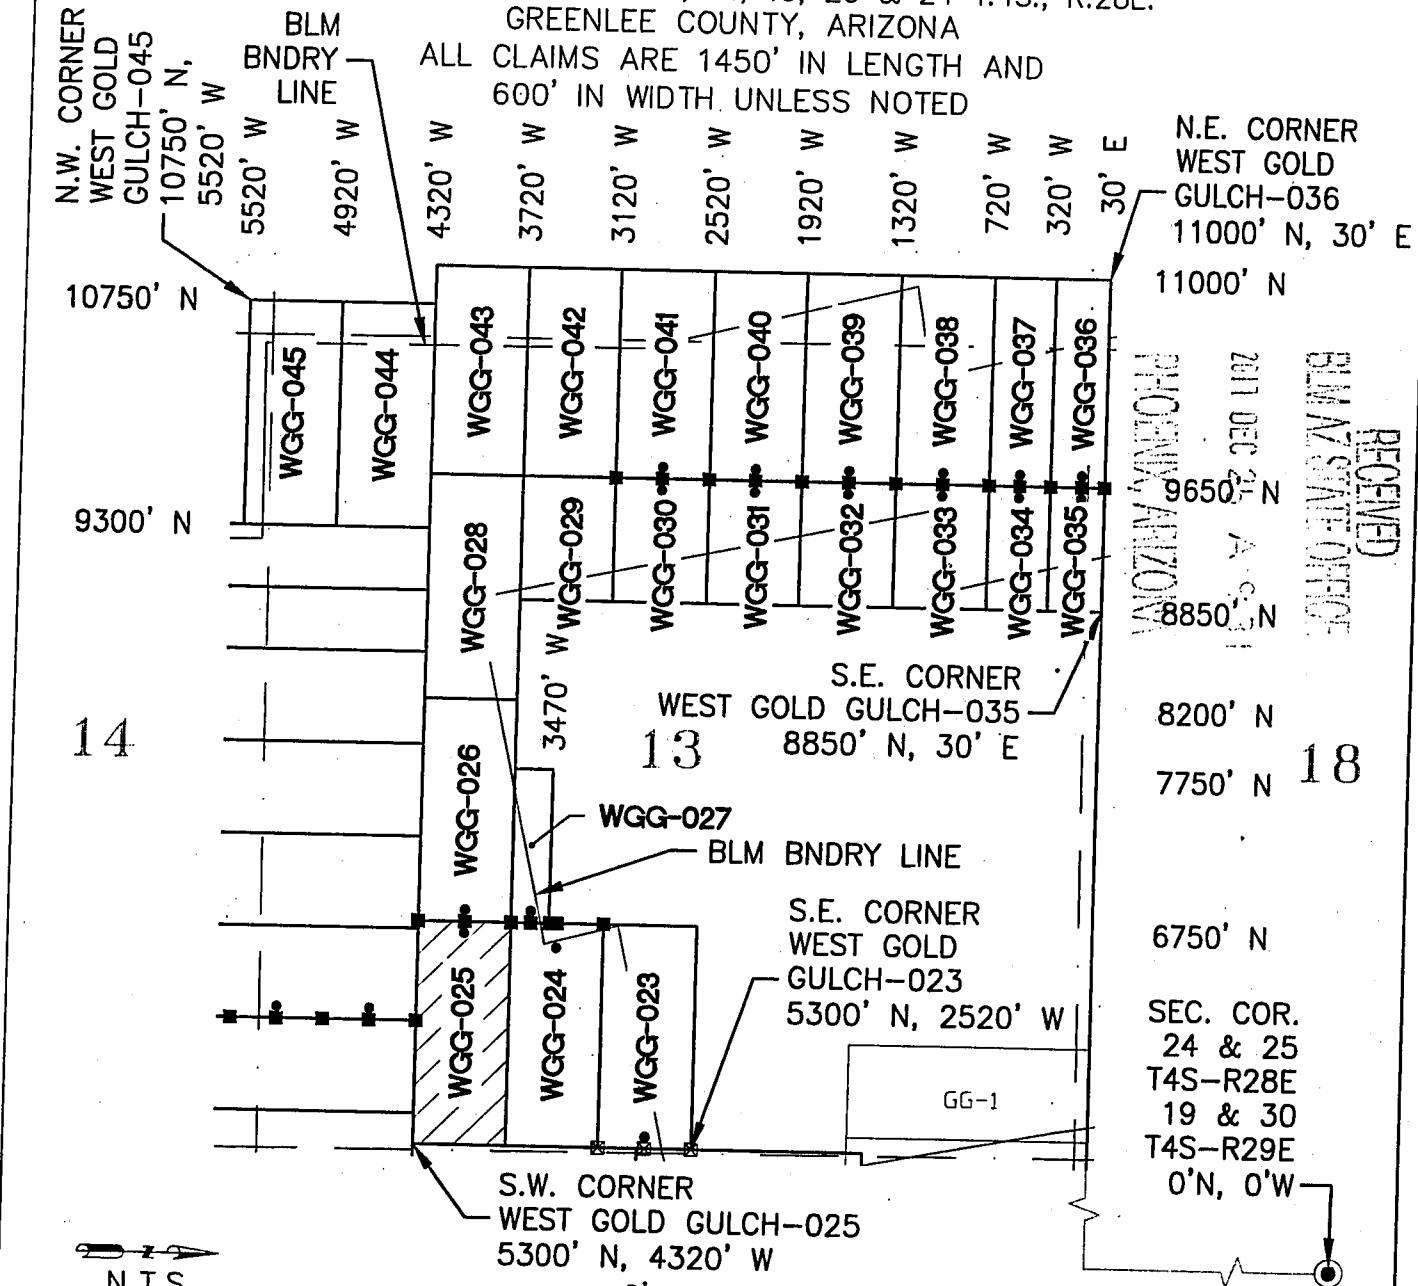 GREENLEE COUNTY, ARIZONA
ALL CLAIMS ARE 1450' IN LENGTH AND
600' IN WIDTH UNLESS NOTED
N.W. CORNER
WEST GOLD
GULCH-045
10750' N,
5520' W
BLM
BNDRY
LINE
5520' W
4920' W
4320' W
3720' W
3120' W
2520' W
1920' W
1320' W
720' W
320' W
30' E
N.E. CORNER
WEST GOLD
GULCH-036
11000' N, 30' E
10750' N
11000' N
WGG-045
WGG-044
WGG-043
WGG-042
WGG-041
WGG-040
WGG-039
WGG-038
WGG-037
WGG-036
9300' N
9650' N
RECEIVED
BLM AZ STATE OFFICE
2011 DEC
PHOENIX, ARIZONA
WGG-028
WGG-029
WGG-030
WGG-031
WGG-032
WGG-033
WGG-034
WGG-035
8850' N
S.E. CORNER
WEST GOLD GULCH-035
8850' N, 30' E
3470' W
14
13
18
8200' N
7750' N
WGG-026
WGG-027
BLM BNDRY LINE
S.E. CORNER
WEST GOLD
GULCH-023
5300' N, 2520' W
6750' N
WGG-025
WGG-024
WGG-023
GG-1
SEC. COR.
24 & 25
T4S-R28E
19 & 30
T4S-R29E
0'N, 0'W
S.W. CORNER
WEST GOLD GULCH-025
5300' N, 4320' W
N
N.T.S.